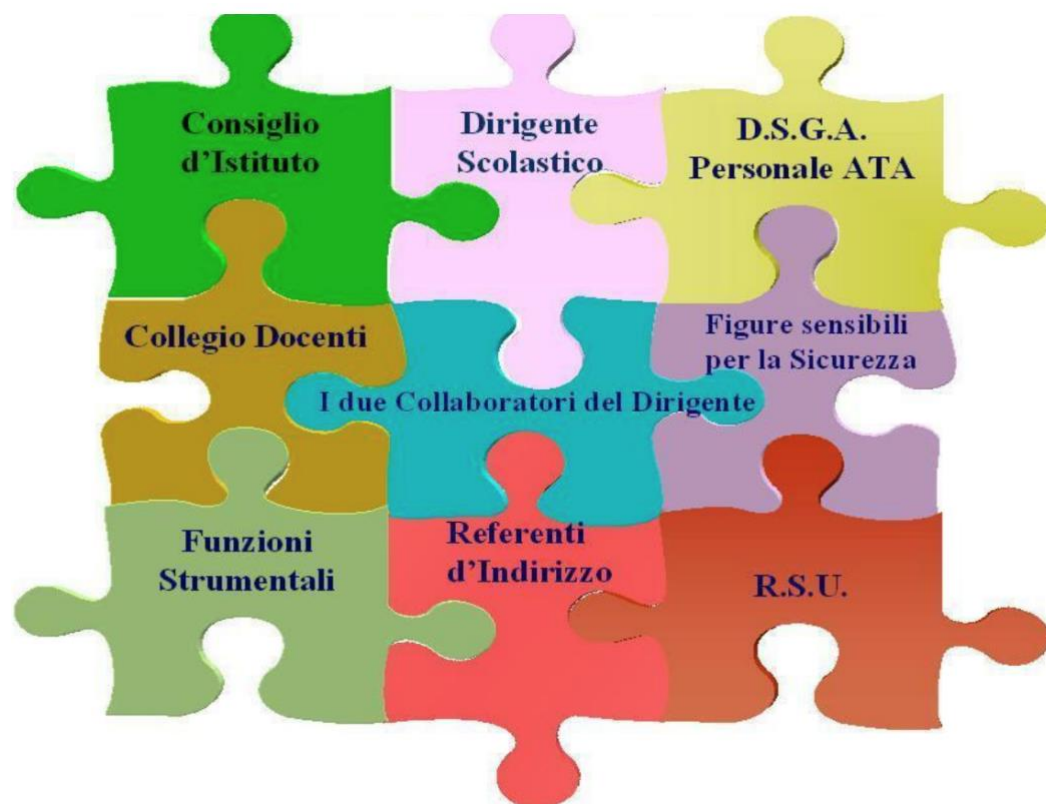 Consiglio
d'Istituto
Dirigente
Scolastico
D.S.G.A.
Personale ATA
Collegio Docenti
I due Collaboratori del Dirigente
Figure sensibili
per la Sicurezza
Funzioni
Strumentali
Referenti
d'Indirizzo
R.S.U.